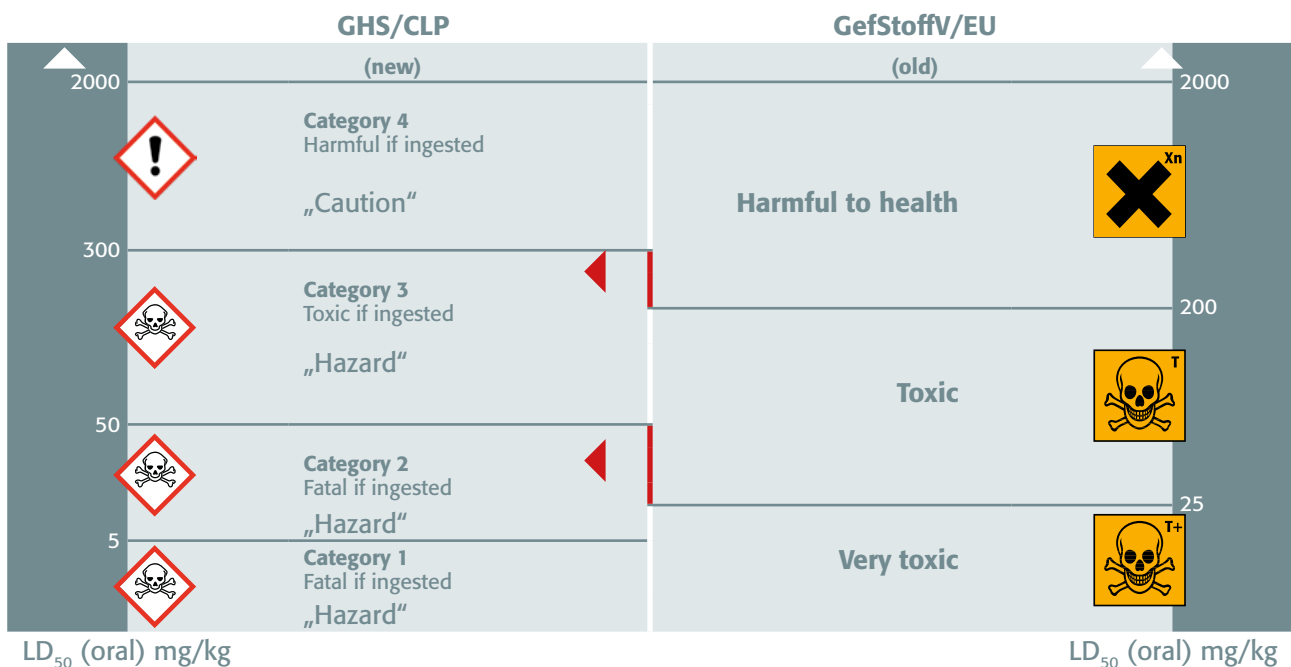 GHS/CLP
GefStoffV/EU
(new)
(old)
2000
2000
Category 4
Harmful if ingested
„Caution“
Harmful to health
Xn
300
Category 3
Toxic if ingested
„Hazard“
200
Toxic
T
50
Category 2
Fatal if ingested
„Hazard“
25
5
Category 1
Fatal if ingested
„Hazard“
Very toxic
T+
LD50 (oral) mg/kg
LD50 (oral) mg/kg